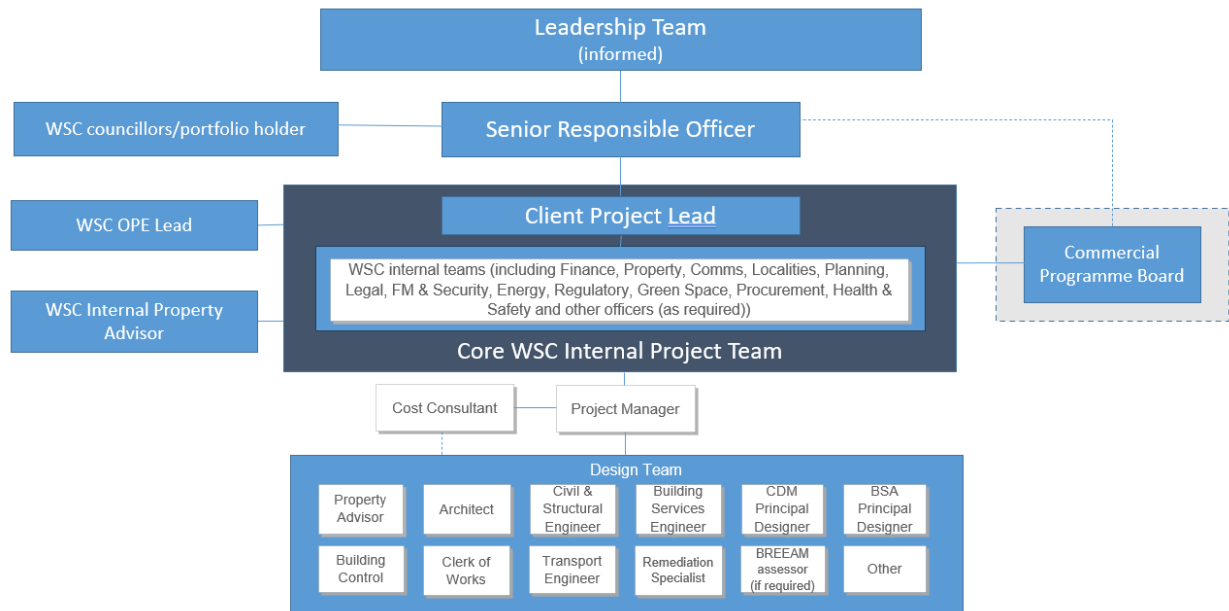 Leadership Team
(informed)
WSC councillors/portfolio holder
Senior Responsible Officer
WSC OPE Lead
Client Project Lead
Commercial
Programme Board
WSC internal teams (including Finance, Property, Comms, Localities, Planning,
Legal, FM & Security, Energy, Regulatory, Green Space, Procurement, Health &
Safety and other officers (as required))
WSC Internal Property
Advisor
Core WSC Internal Project Team
Cost Consultant
Project Manager
Design Team
Property
Advisor
Architect
Civil &
Structural
Engineer
Building
Services
Engineer
CDM
Principal
Designer
BSA
Principal
Designer
Building
Control
Clerk of
Works
Transport
Engineer
Remediation
Specialist
BREEAM
assessor
(if required)
Other